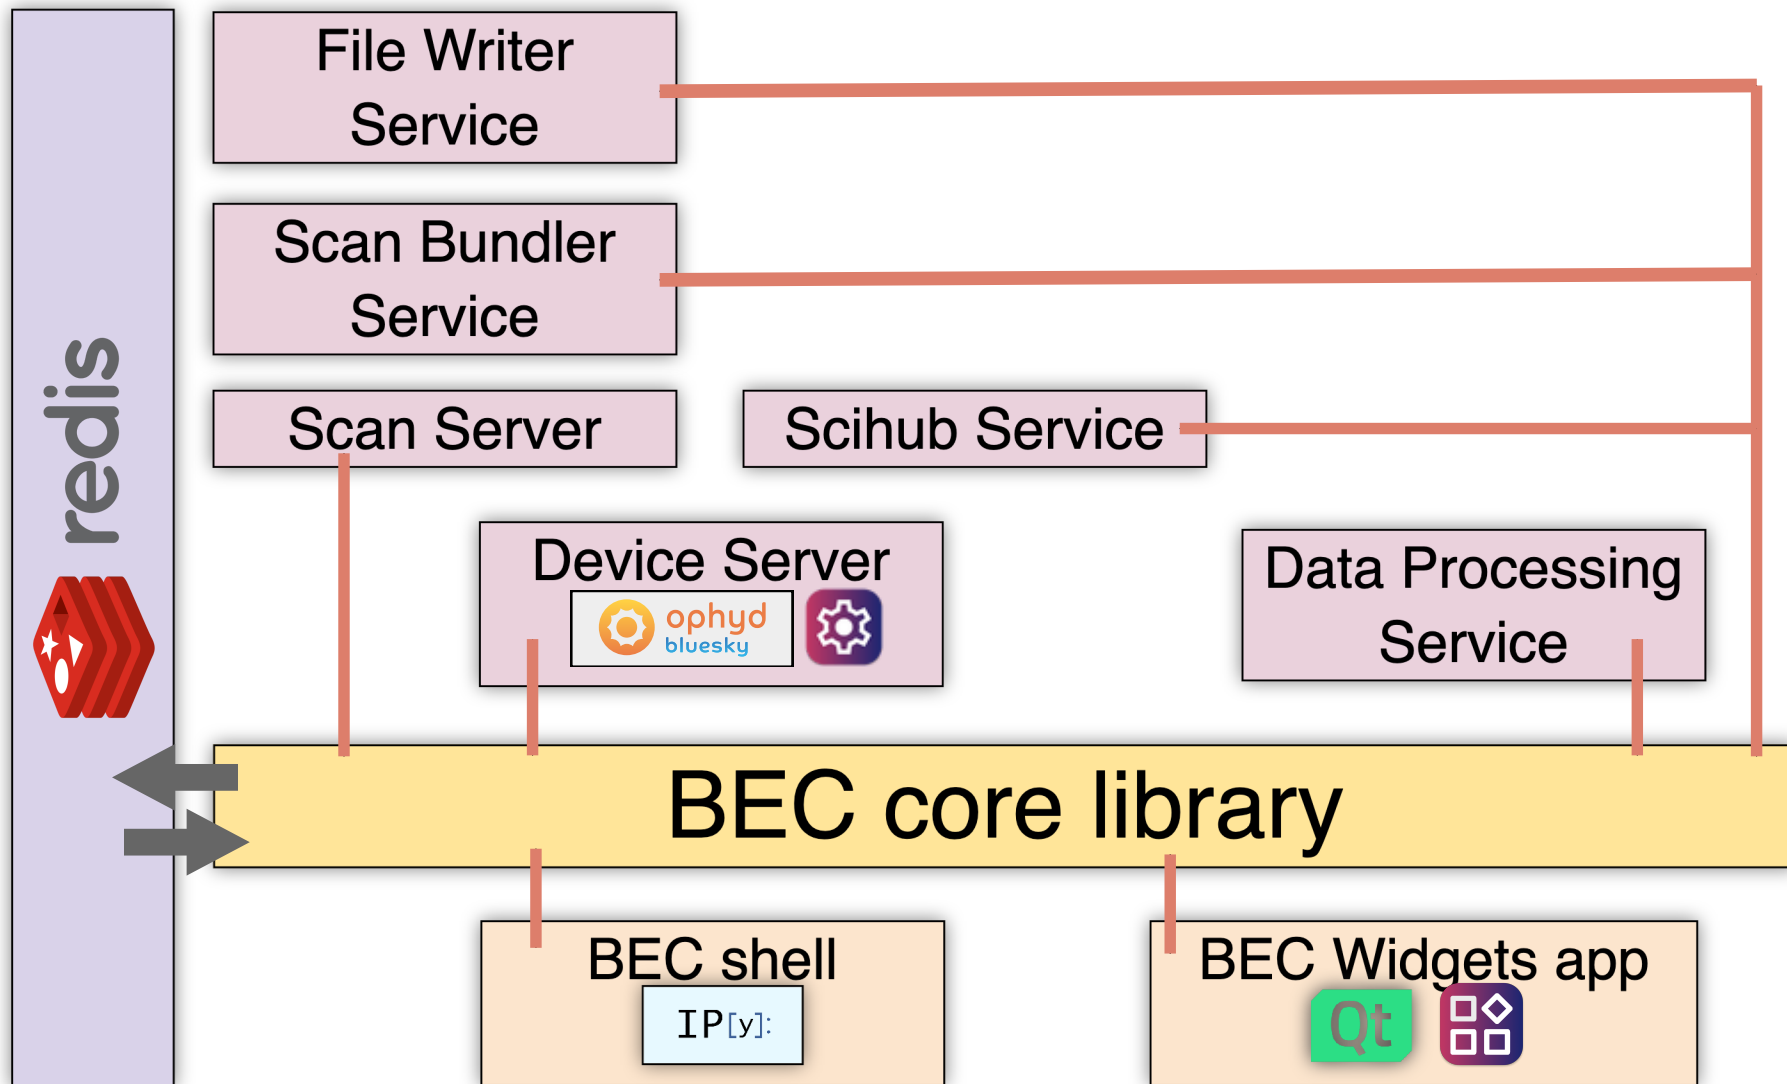 File Writer
Service
Scan Bundler
Service
redis
Scan Server
Scihub Service
Device Server
ophyd
bluesky
Data Processing
Service
BEC core library
BEC shell
IP[y]:
BEC Widgets app
Qt